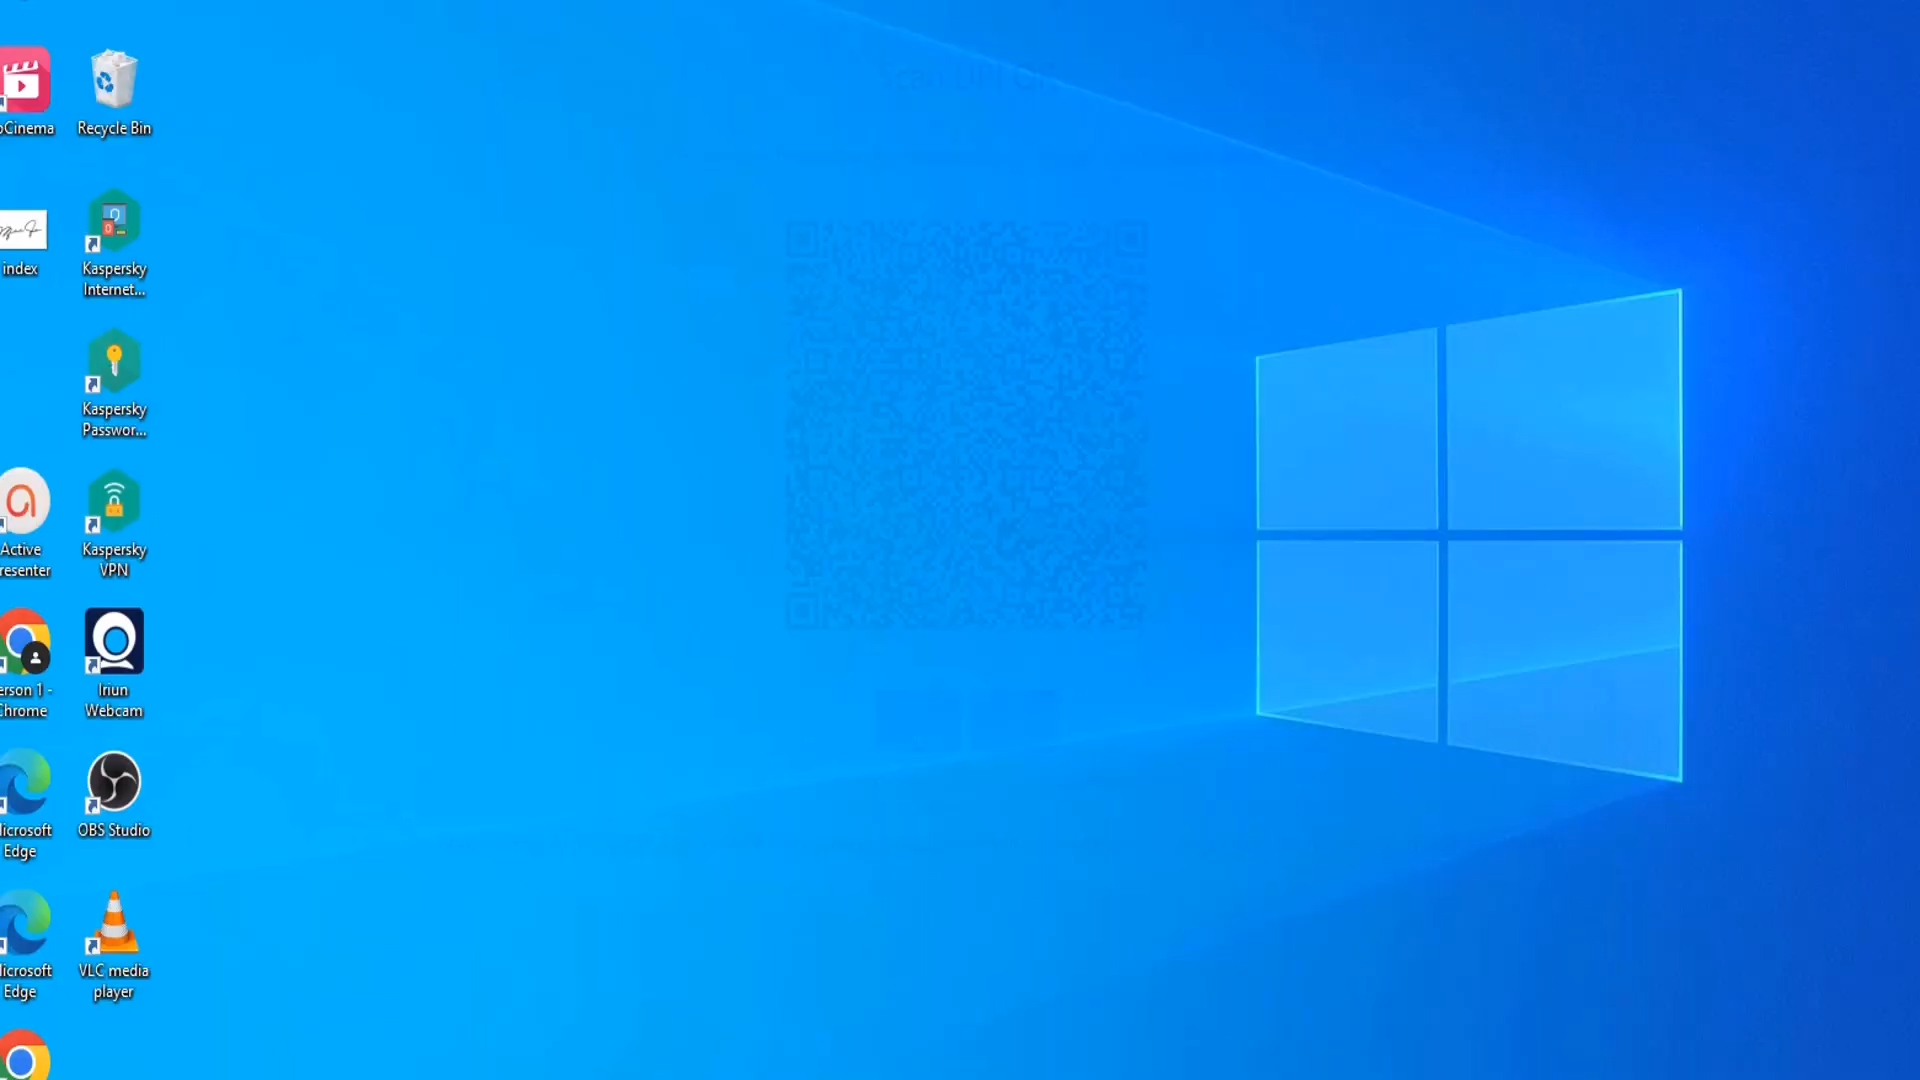 oCinema
Recycle Bin
index
Kaspersky
Internet...
Kaspersky
Passwor...
Active
resenter
Kaspersky
VPN
erson 1 -
Chrome
Iriun
Webcam
licrosoft
Edge
OBS Studio
licrosoft
Edge
VLC media
player